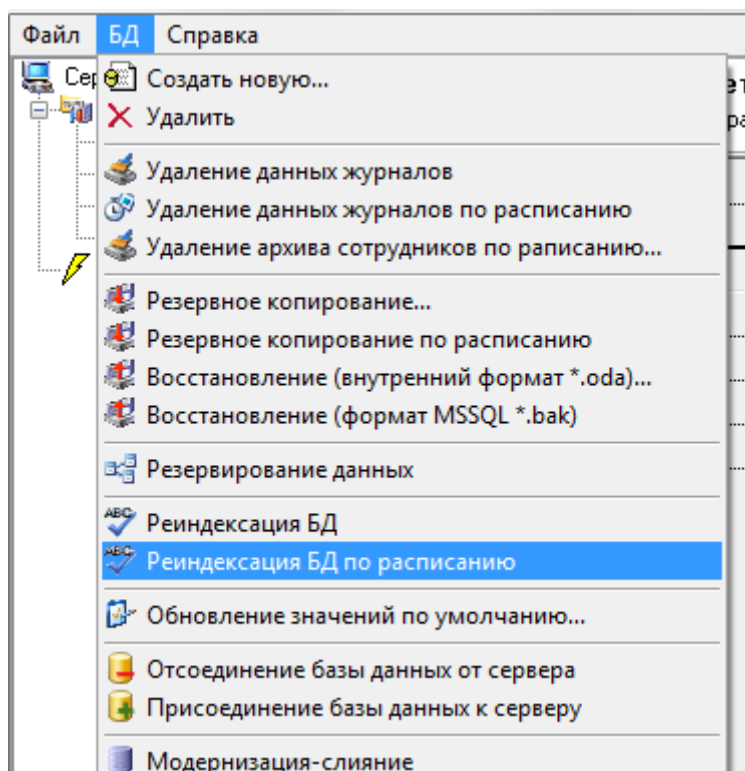 Файл БД Справка
Создать новую...
Удалить
Удаление данных журналов
Удаление данных журналов по расписанию
Удаление архива сотрудников по раписанию...
Резервное копирование...
Резервное копирование по расписанию
Восстановление (внутренний формат *.oda)...
Восстановление (формат MSSQL *.bak)
Резервирование данных
Реиндексация БД
Реиндексация БД по расписанию
Обновление значений по умолчанию...
Отсоединение базы данных от сервера
Присоединение базы данных к серверу
Модернизация-слияние